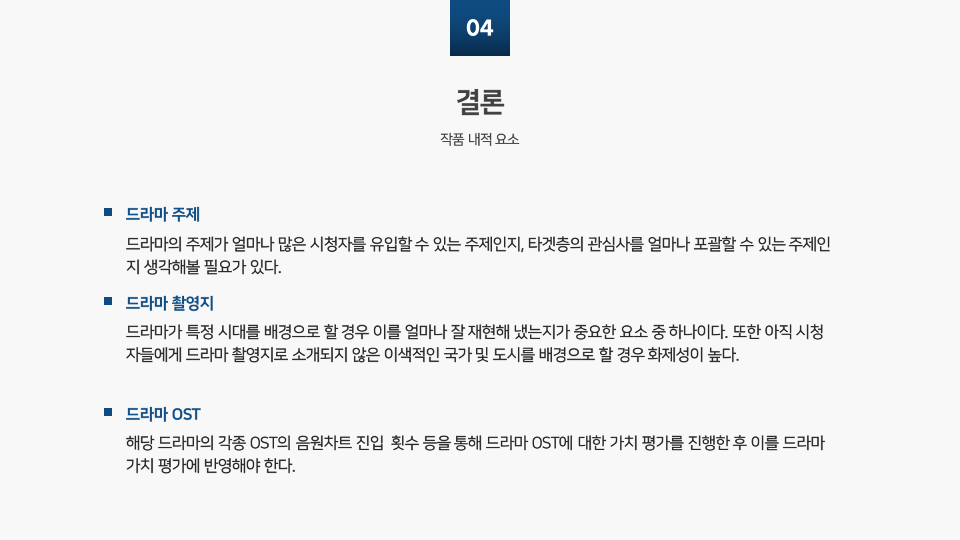 04
결론
작품 내적 요소
드라마 주제
드라마의 주제가 얼마나 많은 시청자를 유입할 수 있는 주제인지, 타겟층의 관심사를 얼마나 포괄할 수 있는 주제인
지 생각해볼 필요가 있다.
드라마 촬영지
드라마가 특정 시대를 배경으로 할 경우 이를 얼마나 잘 재현해 냈는지가 중요한 요소 중 하나이다. 또한 아직 시청
자들에게 드라마 촬영지로 소개되지 않은 이색적인 국가 및 도시를 배경으로 할 경우 화제성이 높다.
드라마 OST
해당 드라마의 각종 OST의 음원차트 진입 횟수 등을 통해 드라마 OST에 대한 가치 평가를 진행한 후 이를 드라마
가치 평가에 반영해야 한다.